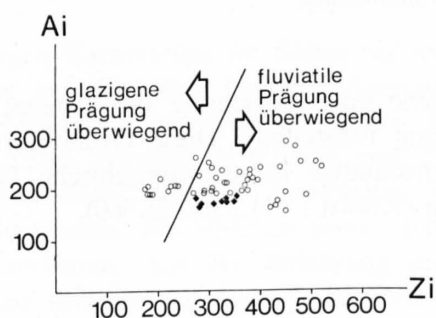 Ai
glazigene
Prägung
überwiegend
fluviatile
Prägung
überwiegend
300
200
100
100 200 300 400 500 600
Zi